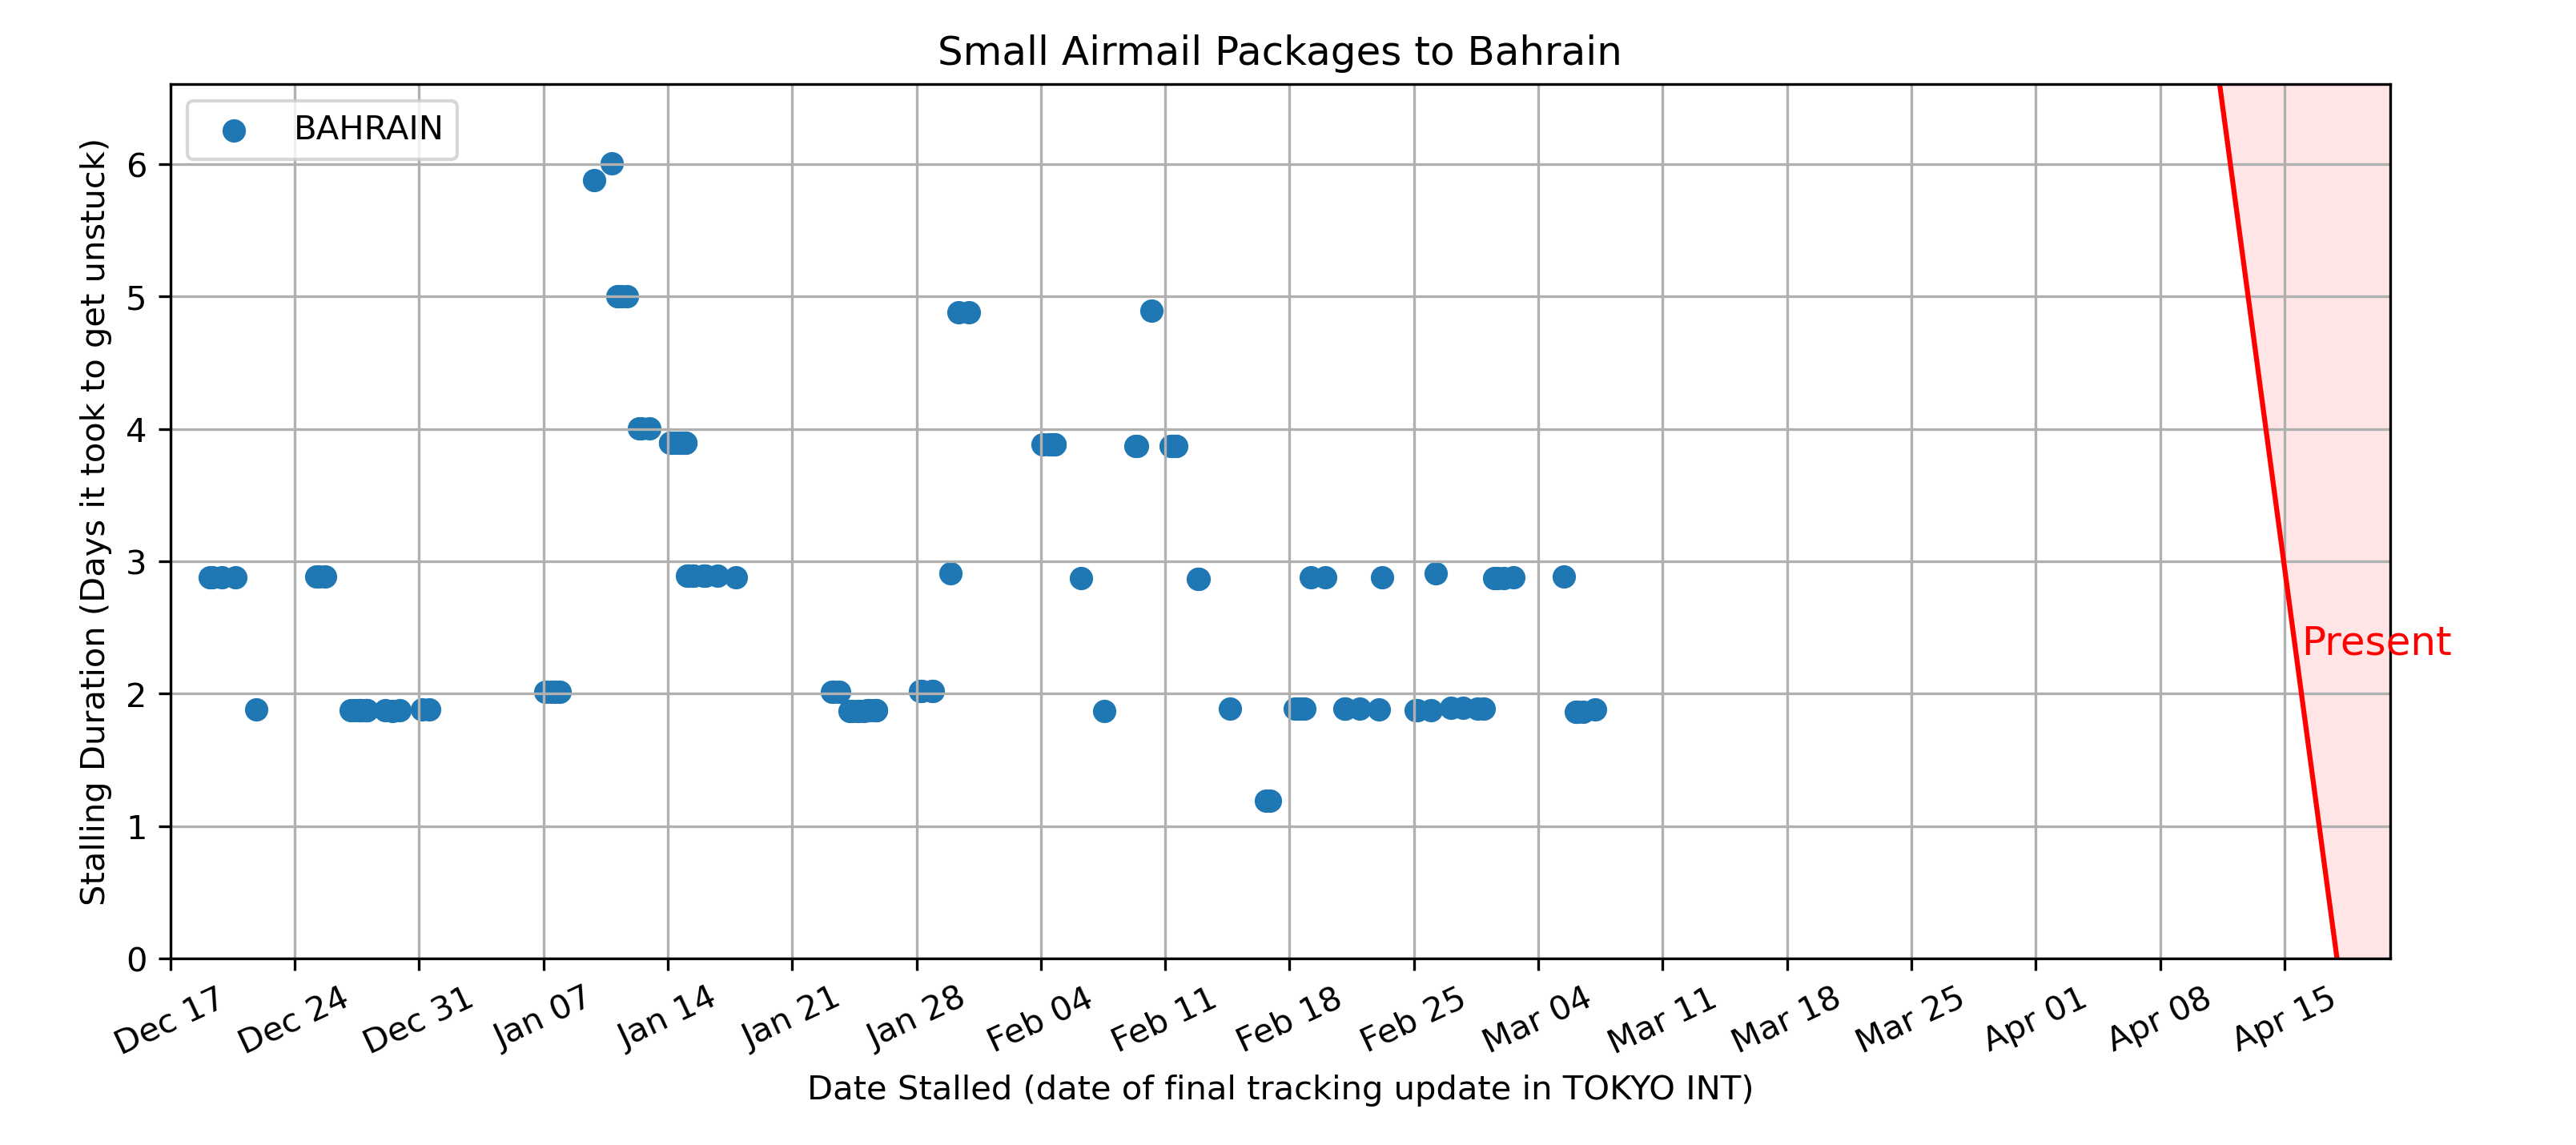 Small Airmail Packages to Bahrain
BAHRAIN
Stalling Duration (Days it took to get unstuck)
6
5
4
3
2
1
0
Present
Dec 17
Dec 24
Dec 31
Jan 07
Jan 14
Jan 21
Jan 28
Feb 04
Feb 11
Feb 18
Feb 25
Mar 04
Mar 11
Mar 18
Mar 25
Apr 01
Apr 08
Apr 15
Date Stalled (date of final tracking update in TOKYO INT)